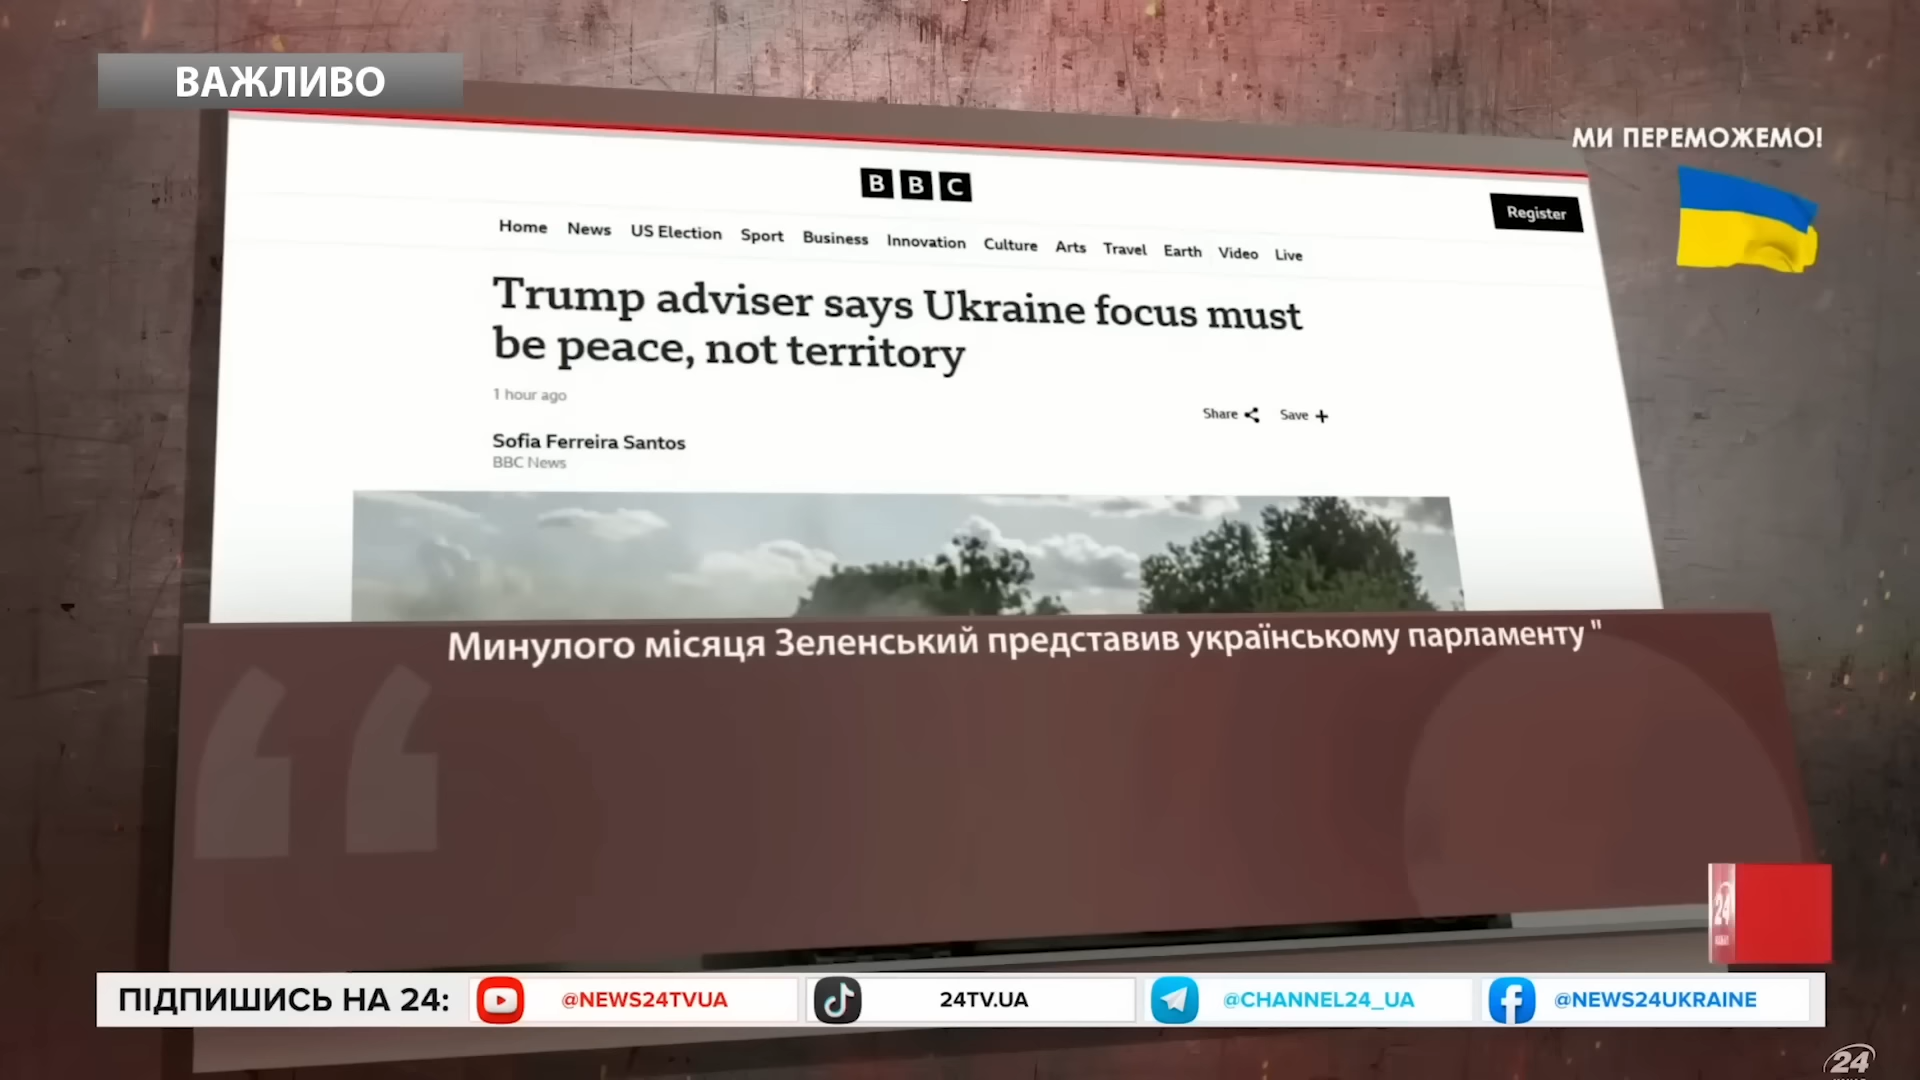 ВАЖЛИВО
МИ ПЕРЕМОЖЕМО!
BBC
Register
Home News US Election Sport Business Innovation Culture Arts Travel Earth Video Live
Trump adviser says Ukraine focus must
be peace, not territory
1 hour ago
Share Save
Sofia Ferreira Santos
BBC News
Минулого місяця Зеленський представив українському парламенту "
24
ПІДПИШИСЬ НА 24: @NEWS24TVUA 24TV.UA @CHANNEL24_UA @NEWS24UKRAINE
24